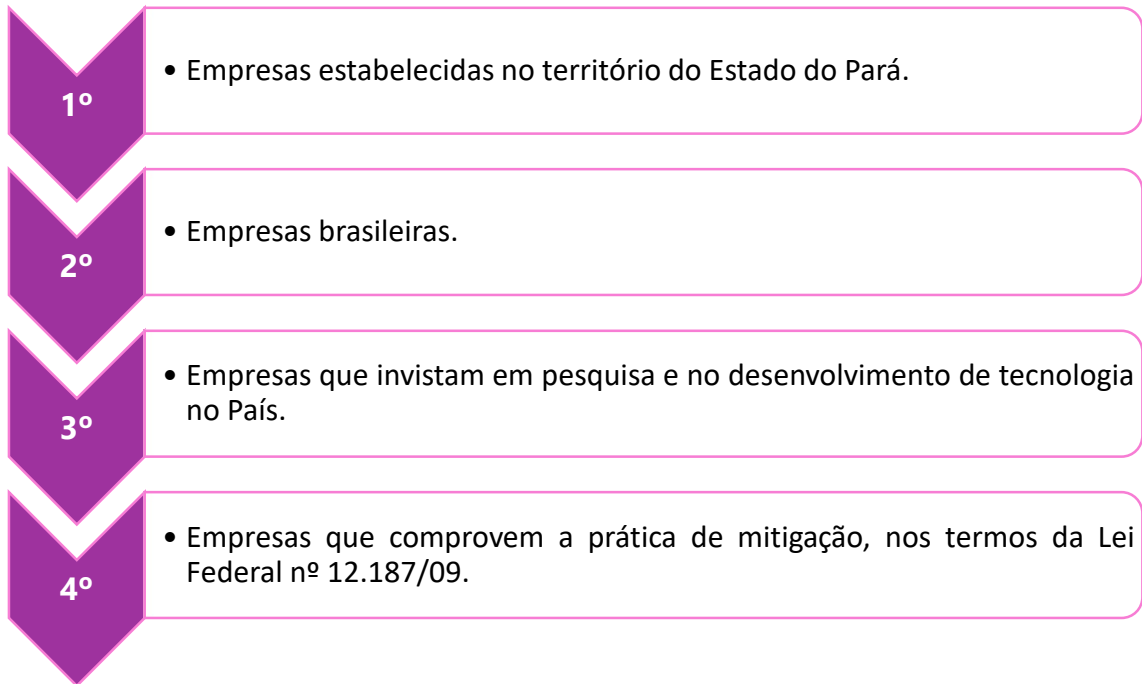 1º
• Empresas estabelecidas no território do Estado do Pará.
2º
• Empresas brasileiras.
3º
• Empresas que invistam em pesquisa e no desenvolvimento de tecnologia
no País.
4º
• Empresas que comprovem a prática de mitigação, nos termos da Lei
Federal nº 12.187/09.